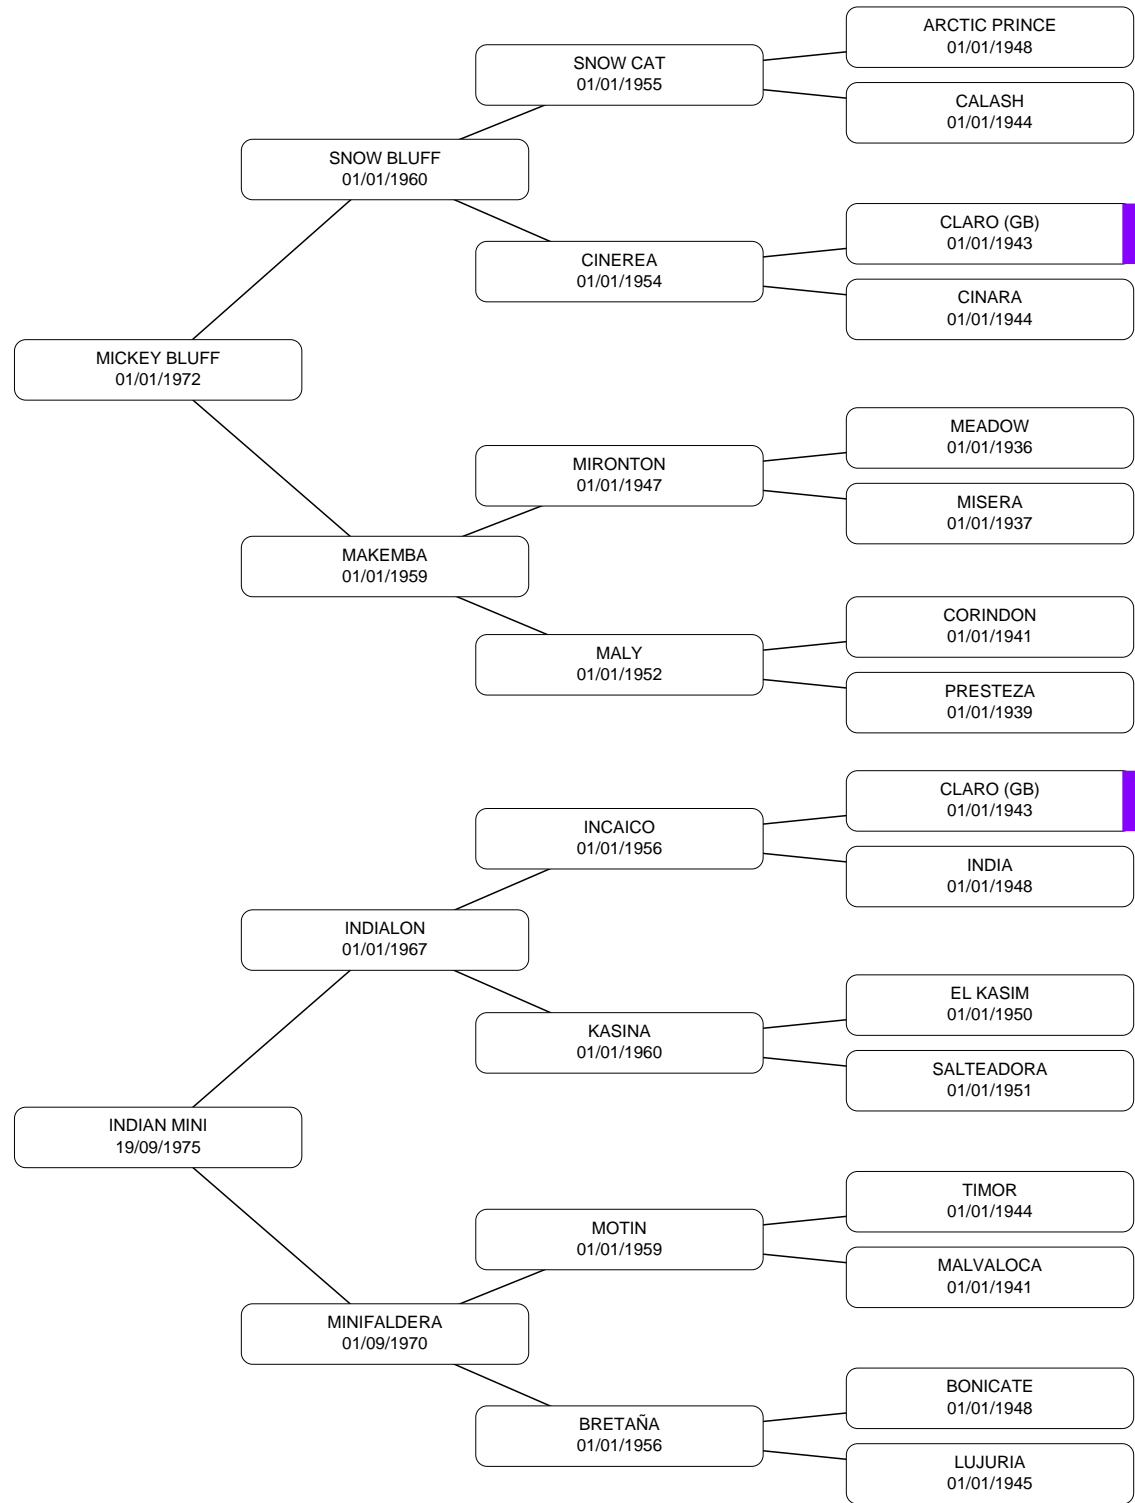 ARCTIC PRINCE
01/01/1948
SNOW CAT
01/01/1955
CALASH
01/01/1944
SNOW BLUFF
01/01/1960
CLARO (GB)
01/01/1943
CINEREA
01/01/1954
CINARA
01/01/1944
MICKEY BLUFF
01/01/1972
MEADOW
01/01/1936
MIRONTON
01/01/1947
MISERA
01/01/1937
MAKEMBA
01/01/1959
CORINDON
01/01/1941
MALY
01/01/1952
PRESTEZA
01/01/1939
CLARO (GB)
01/01/1943
INCAICO
01/01/1956
INDIA
01/01/1948
INDIALON
01/01/1967
EL KASIM
01/01/1950
KASINA
01/01/1960
SALTEADORA
01/01/1951
INDIAN MINI
19/09/1975
TIMOR
01/01/1944
MOTIN
01/01/1959
MALVALOCA
01/01/1941
MINIFALDERA
01/09/1970
BONICATE
01/01/1948
BRETAÑA
01/01/1956
LUJURIA
01/01/1945